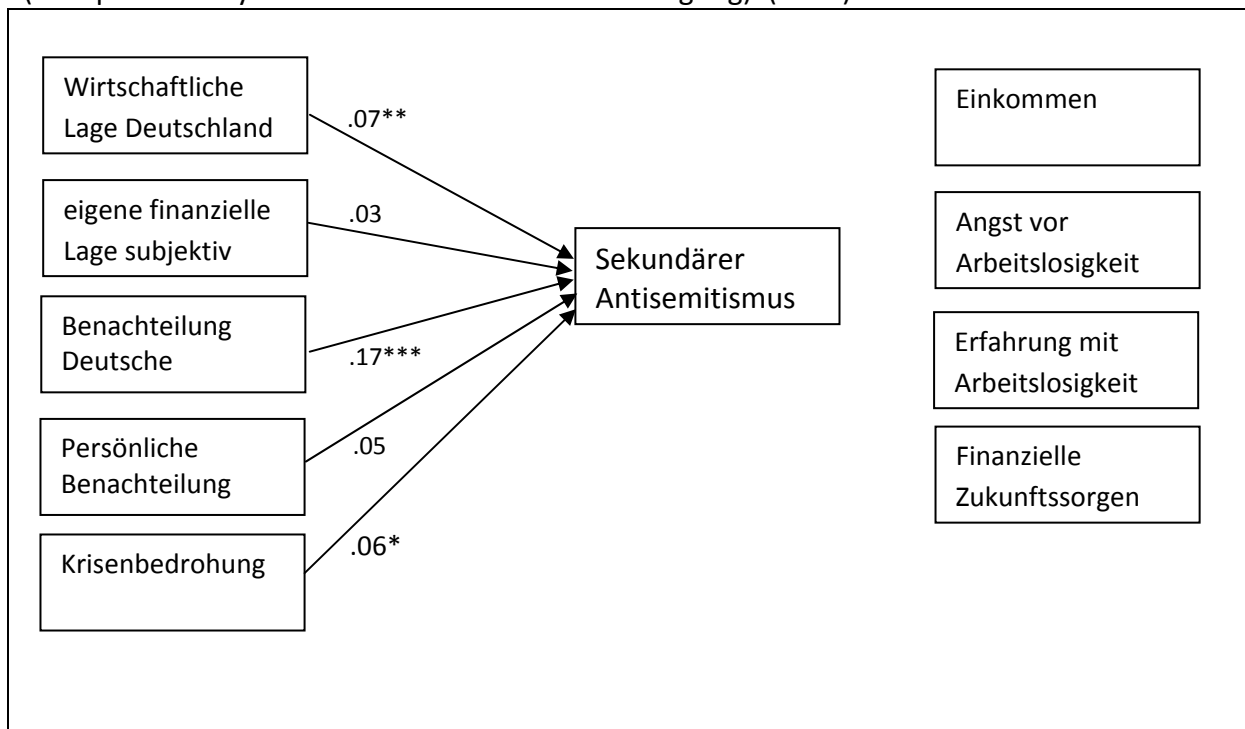 Wirtschaftliche
Lage Deutschland
.07**
eigene finanzielle
Lage subjektiv
.03
Benachteilung
Deutsche
.17***
Persönliche
Benachteilung
.05
Krisenbedrohung
.06*
Sekundärer
Antisemitismus
Einkommen
Angst vor
Arbeitslosigkeit
Erfahrung mit
Arbeitslosigkeit
Finanzielle
Zukunftssorgen